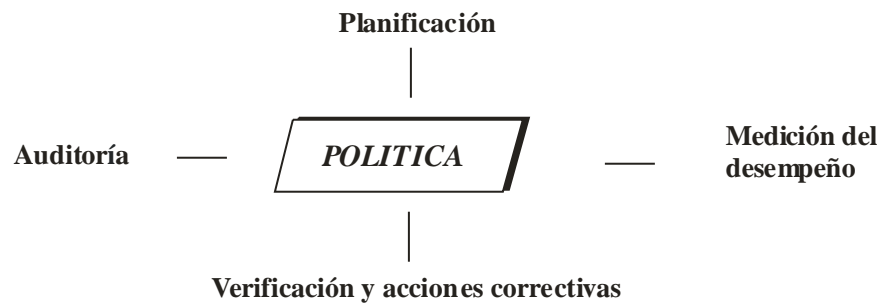 Planificación
Auditoría
POLITICA
Medición del
desempeño
Verificación y acciones correctivas